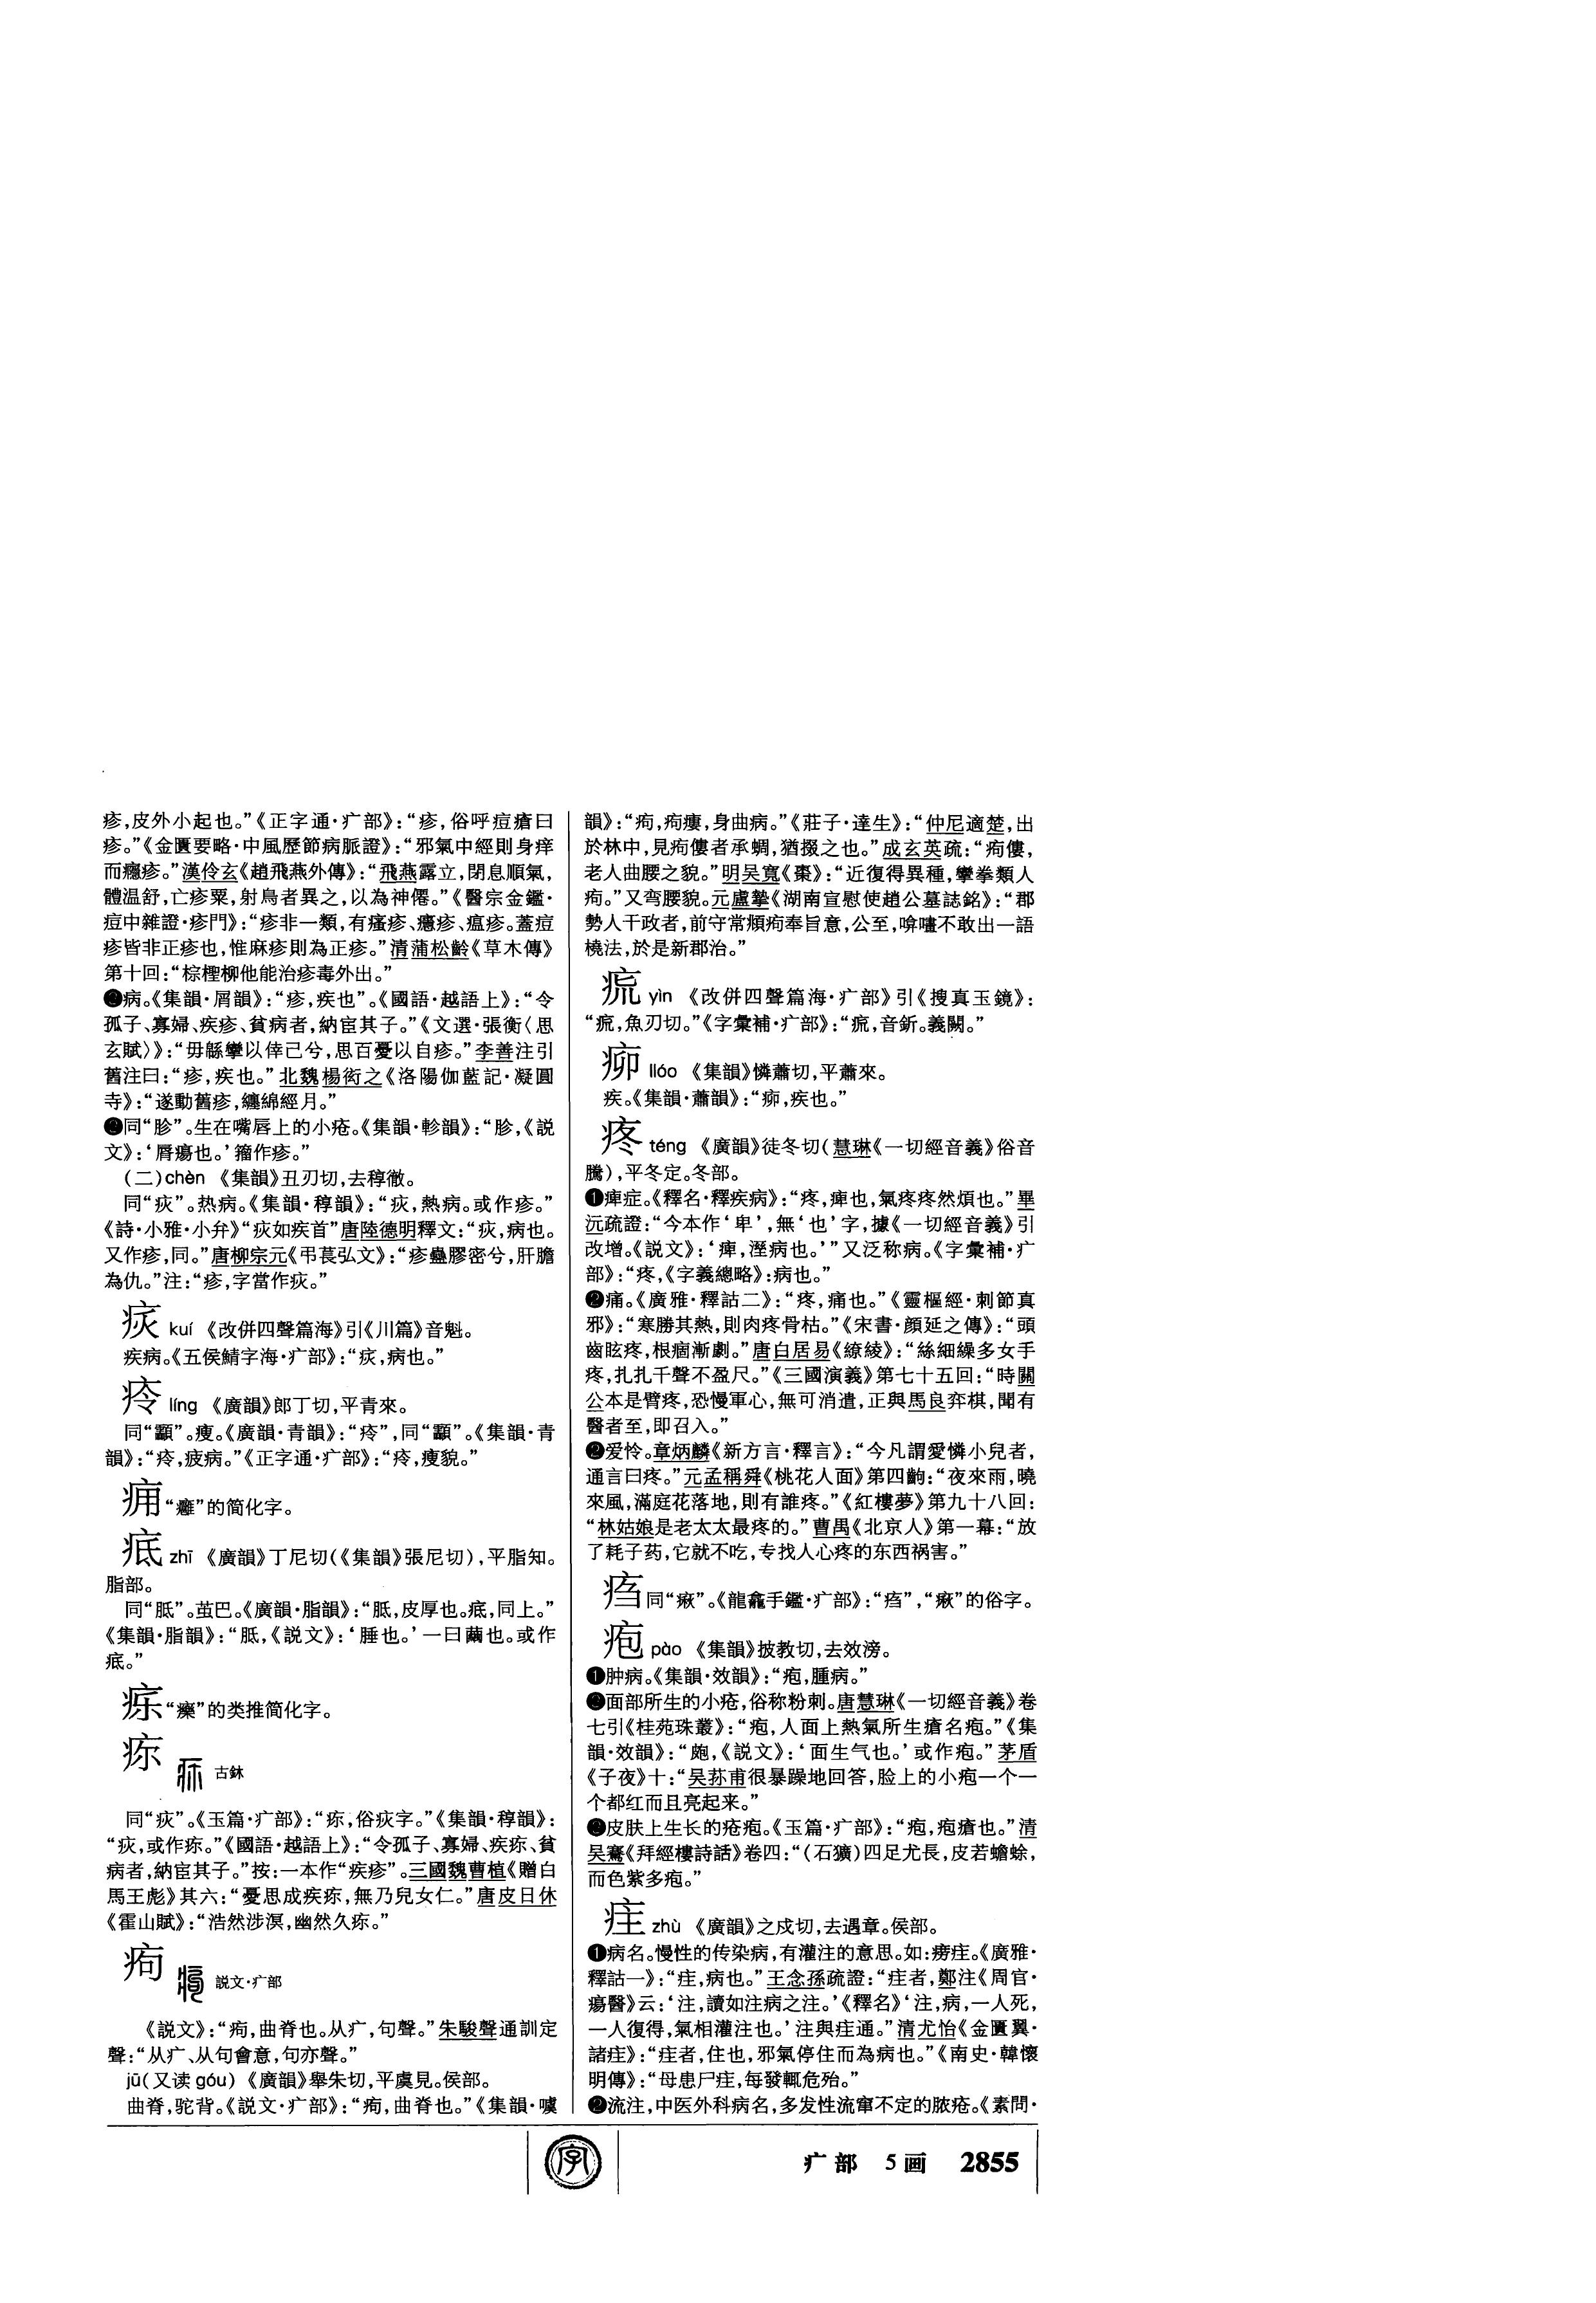 疹,皮外小起也。”《正字通·疒部》:“疹,俗呼痘瘡曰
疹。”《金匱要略·中風歷節病脈證》:“邪氣中經則身痒
而癮疹。”漢伶玄《趙飛燕外傳》:“飛燕露立,閉息順氣,
體温舒,亡疹粟,射鳥者異之,以為神僊。”《醫宗金鑑·
痘中雜證·疹門》:“疹非一類,有瘙疹、癮疹、瘟疹。蓋痘
疹皆非正疹也,惟麻疹則為正疹。”清蒲松齡《草木傳》
第十回:“棕檉柳他能治疹毒外出。”
❷病。《集韻·屑韻》:“疹,疾也”。《國語·越語上》:“令
孤子、寡婦、疾疹、貧病者,納宦其子。”《文選·張衡〈思
玄賦〉》:“毋緜攣以倖己兮,思百憂以自疹。”李善注引
舊注曰:“疹,疾也。”北魏楊衒之《洛陽伽藍記·凝圓
寺》:“遂動舊疹,纏綿經月。”
❷同“胗”。生在嘴唇上的小疮。《集韻·軫韻》:“胗,《説
文》:‘脣瘍也。’籀作疹。”
(二)chèn 《集韻》丑刃切,去稕徹。
同“疢”。热病。《集韻·稕韻》:“疢,熱病。或作疹。”
《詩·小雅·小弁》“疢如疾首”唐陸德明釋文:“疢,病也。
又作疹,同。”唐柳宗元《弔萇弘文》:“疹蠱膠密兮,肝膽
為仇。”注:“疹,字當作疢。”
㾁 kuí 《改併四聲篇海》引《川篇》音魁。
疾病。《五侯鯖字海·疒部》:“㾁,病也。”
㾉 líng 《廣韻》郎丁切,平青來。
同“䯍”。瘦。《廣韻·青韻》:“㾉”,同“䯍”。《集韻·青
韻》:“㾉,疲病。”《正字通·疒部》:“㾉,瘦貌。”
痈“癰”的简化字。
疷 zhī 《廣韻》丁尼切(《集韻》張尼切),平脂知。
脂部。
同“胝”。茧巴。《廣韻·脂韻》:“胝,皮厚也。疷,同上。”
《集韻·脂韻》:“胝,《説文》:‘腄也。’一曰繭也。或作
疷。”
“癳”的类推简化字。
疩 古鉨
同“疢”。《玉篇·疒部》:“㾕,俗疢字。”《集韻·稕韻》:
“疢,或作㾕。”《國語·越語上》:“令孤子、寡婦、疾㾕、貧
病者,納宦其子。”按:一本作“疾疹”。三國魏曹植《贈白
馬王彪》其六:“憂思成疾㾕,無乃兒女仁。”唐皮日休
《霍山賦》:“浩然涉溟,幽然久㾕。”
痀 説文·疒部
《説文》:“痀,曲脊也。从疒,句聲。”朱駿聲通訓定
聲:“从疒、从句會意,句亦聲。”
jū(又读 góu) 《廣韻》舉朱切,平虞見。侯部。
曲脊,驼背。《説文·疒部》:“痀,曲脊也。”《集韻·噳
韻》:“痀,痀瘻,身曲病。”《莊子·達生》:“仲尼適楚,出
於林中,見痀僂者承蜩,猶掇之也。”成玄英疏:“痀僂,
老人曲腰之貌。”明吴寬《棗》:“近復得異種,攣拳類人
痀。”又弯腰貌。元盧摯《湖南宣慰使趙公墓誌銘》:“郡
勢人干政者,前守常頫痀奉旨意,公至,喑嚄不敢出一語
橈法,於是新郡治。”
yìn 《改併四聲篇海·疒部》引《搜真玉鏡》:
魚刃切。”《字彙補·疒部》:音釿。義闕。”
㽻 liáo 《集韻》憐蕭切,平蕭來。
疾。《集韻·蕭韻》:疾也。”
疼 téng 《廣韻》徒冬切(慧琳《一切經音義》俗音
騰),平冬定。冬部。
❶痺症。《釋名·釋疾病》:“疼,痺也,氣疼疼然煩也。”畢
沅疏證:“今本作‘卑’,無‘也’字,據《一切經音義》引
改增。《説文》:‘痺,溼病也。’”又泛称病。《字彙補·疒
部》:“疼,《字義總略》:病也。”
❷痛。《廣雅·釋詁二》:“疼,痛也。”《靈樞經·刺節真
邪》:“寒勝其熱,則肉疼骨枯。”《宋書·顔延之傳》:“頭
齒眩疼,根痼漸劇。”唐白居易《繚綾》:“絲細繰多女手
疼,扎扎千聲不盈尺。”《三國演義》第七十五回:“時關
公本是臂疼,恐慢軍心,無可消遣,正與馬良弈棋,聞有
醫者至,即召入。”
❷爱怜。章炳麟《新方言·釋言》:“今凡謂愛憐小兒者,
通言曰疼。”元孟稱舜《桃花人面》第四齣:“夜來雨,曉
來風,滿庭花落地,則有誰疼。”《紅樓夢》第九十八回:
“林姑娘是老太太最疼的。”曹禺《北京人》第一幕:“放
了耗子药,它就不吃,专找人心疼的东西祸害。”
同“瘷”。《龍龕手鑑·疒部》:“瘷”的俗字。
疱 pào 《集韻》披教切,去效滂。
❶肿病。《集韻·效韻》:“疱,腫病。”
❷面部所生的小疮,俗称粉刺。唐慧琳《一切經音義》卷
七引《桂苑珠叢》:“疱,人面上熱氣所生瘡名疱。”《集
韻·效韻》:“皰,《説文》:‘面生气也。’或作疱。”茅盾
《子夜》十:“吴荪甫很暴躁地回答,脸上的小疱一个一
个都红而且亮起来。”
❷皮肤上生长的疮疱。《玉篇·疒部》:“疱,疱瘡也。”清
吴騫《拜經樓詩話》卷四:“(石獷)四足尤長,皮若蟾蜍,
而色紫多疱。”
疰 zhù 《廣韻》之戍切,去遇章。侯部。
❶病名。慢性的传染病,有灌注的意思。如:痨疰。《廣雅·
釋詁一》:“疰,病也。”王念孫疏證:“疰者,鄭注《周官·
瘍醫》云:‘注,讀如注病之注。’《釋名》‘注,病,一人死,
一人復得,氣相灌注也。’注與疰通。”清尤怡《金匱翼·
諸疰》:“疰者,住也,邪氣停住而為病也。”《南史·韓懷
明傳》:“母患尸疰,每發輒危殆。”
❷流注,中医外科病名,多发性流窜不定的脓疮。《素問·
字
疒部 5画 2855